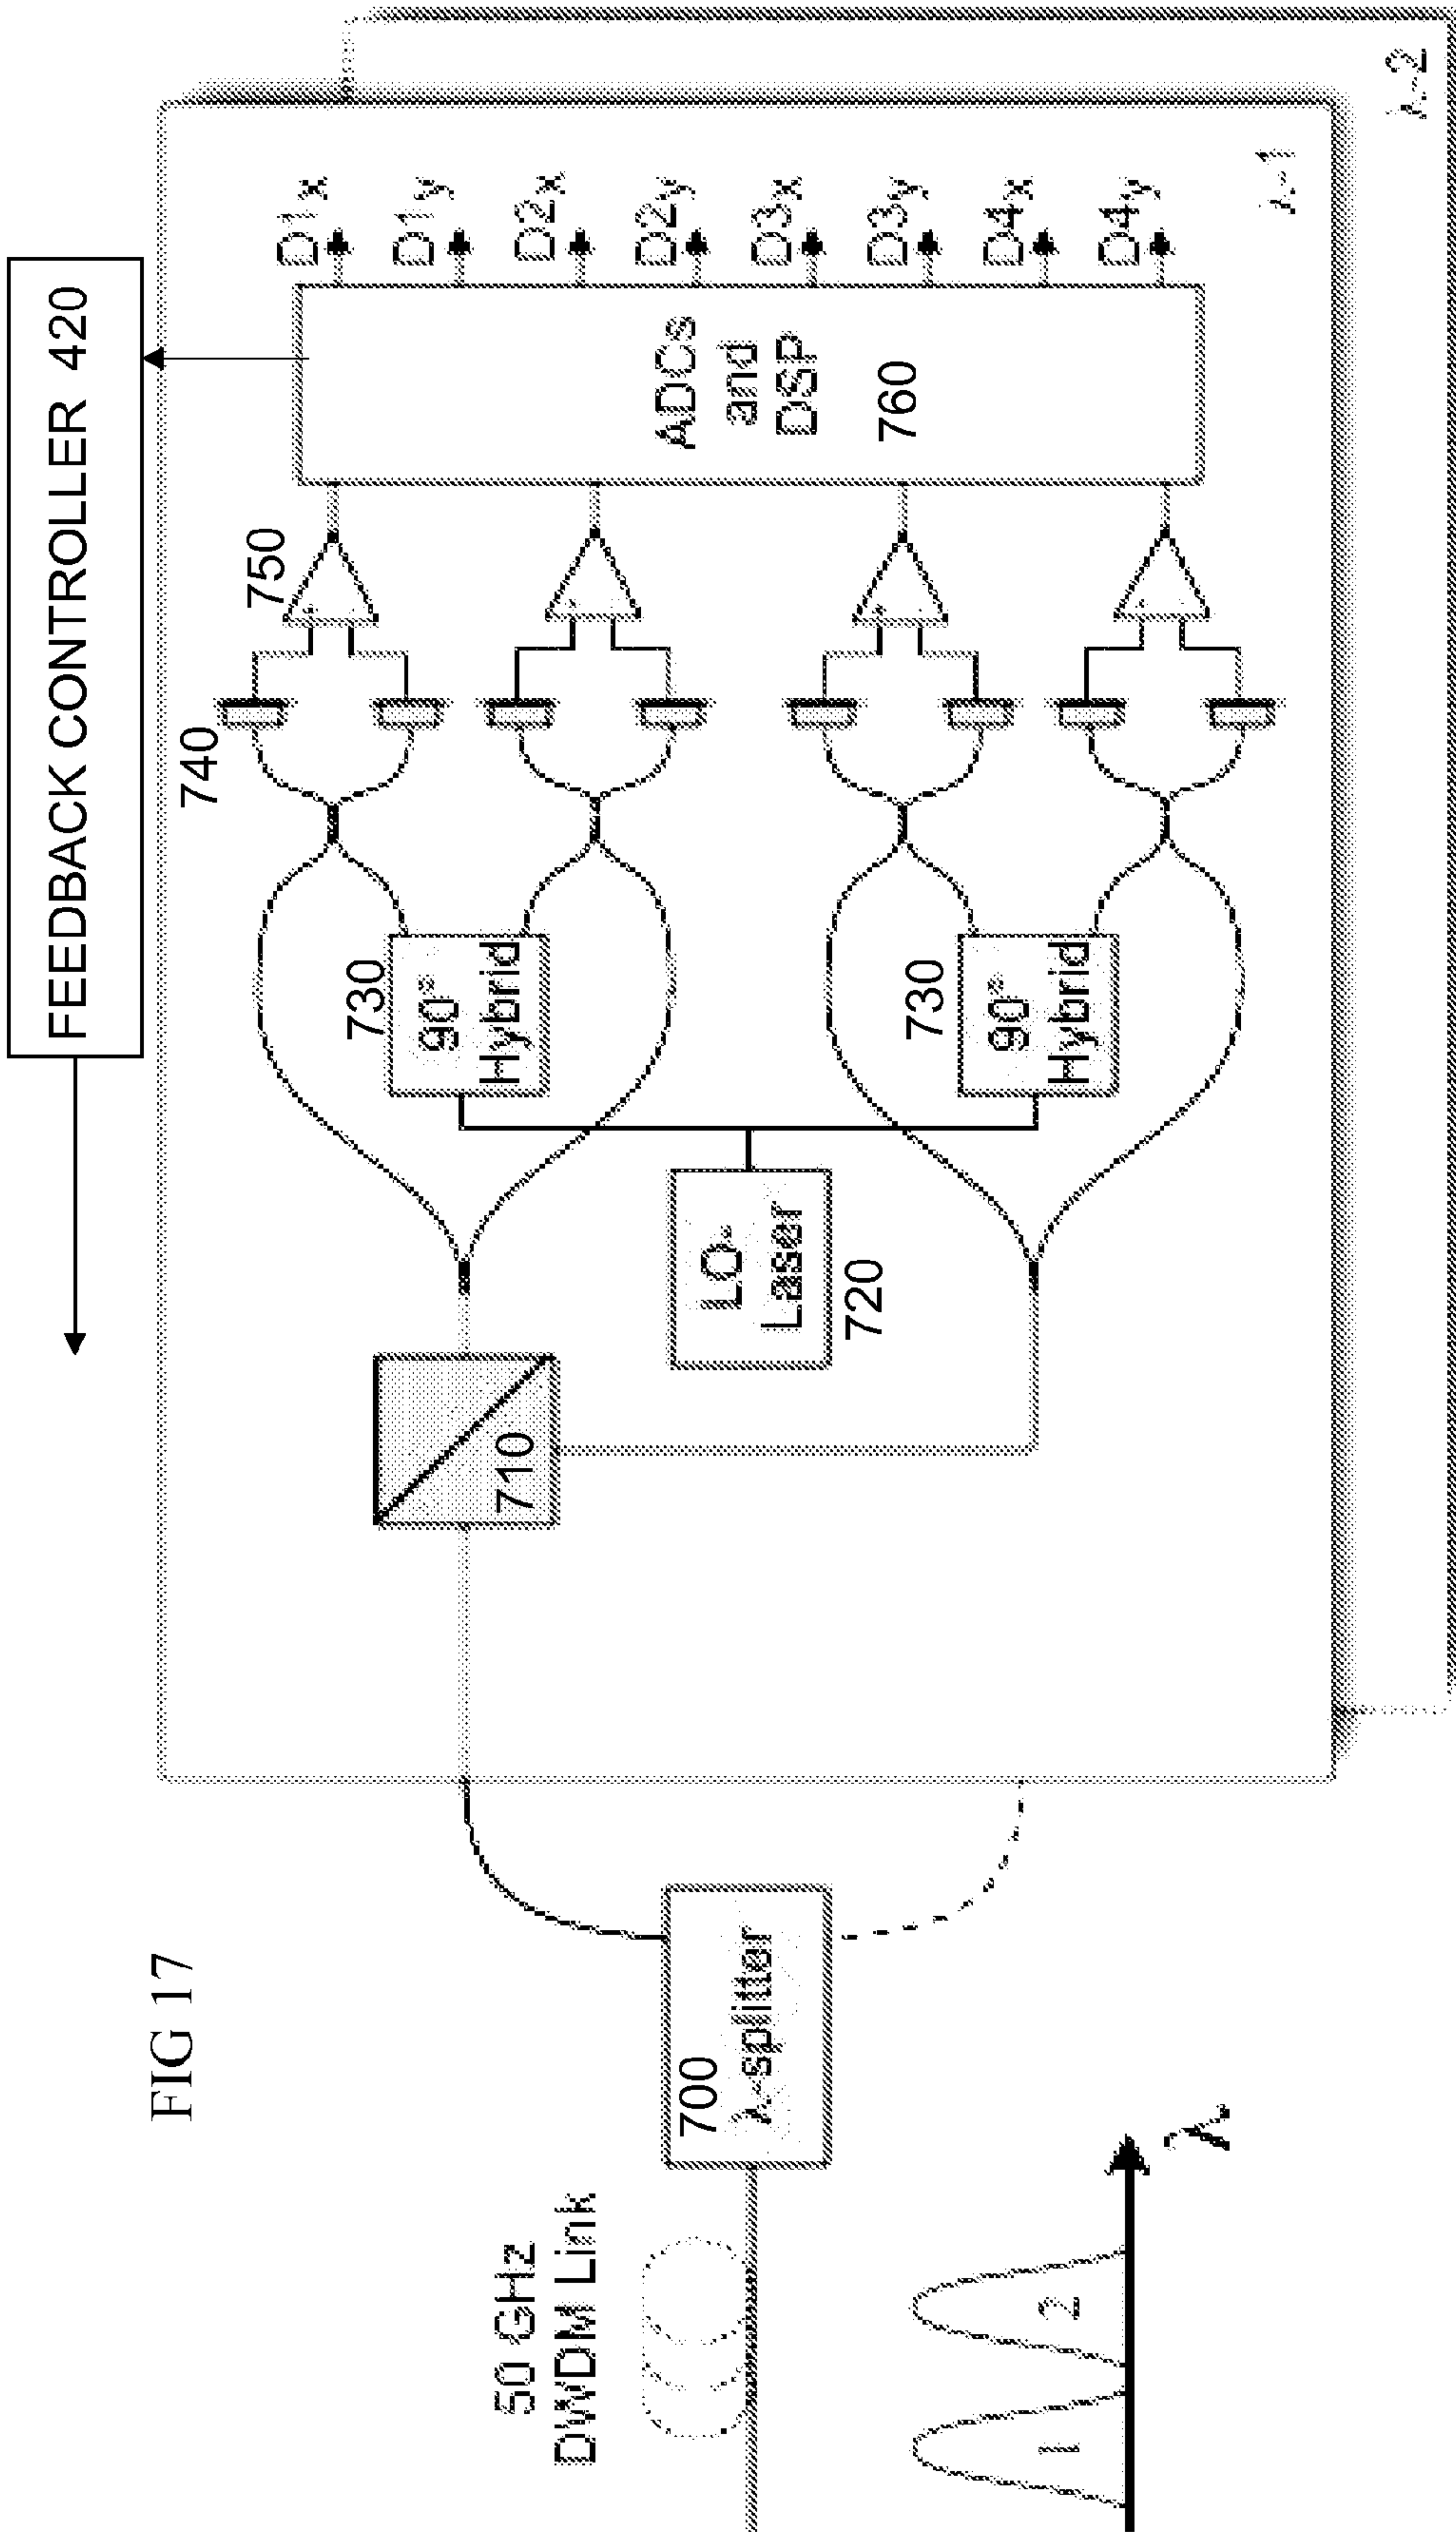 FIG 17
FEEDBACK CONTROLLER 420
50 GHz
DWDM Link
700
λ-splitter
1
2
λ
710
LO-
Laser
720
730
90°
Hybrid
730
90°
Hybrid
740
750
ADCs
and
DSP
760
D1x
D1y
D2x
D2y
D3x
D3y
D4x
D4y
λ-1
λ-2